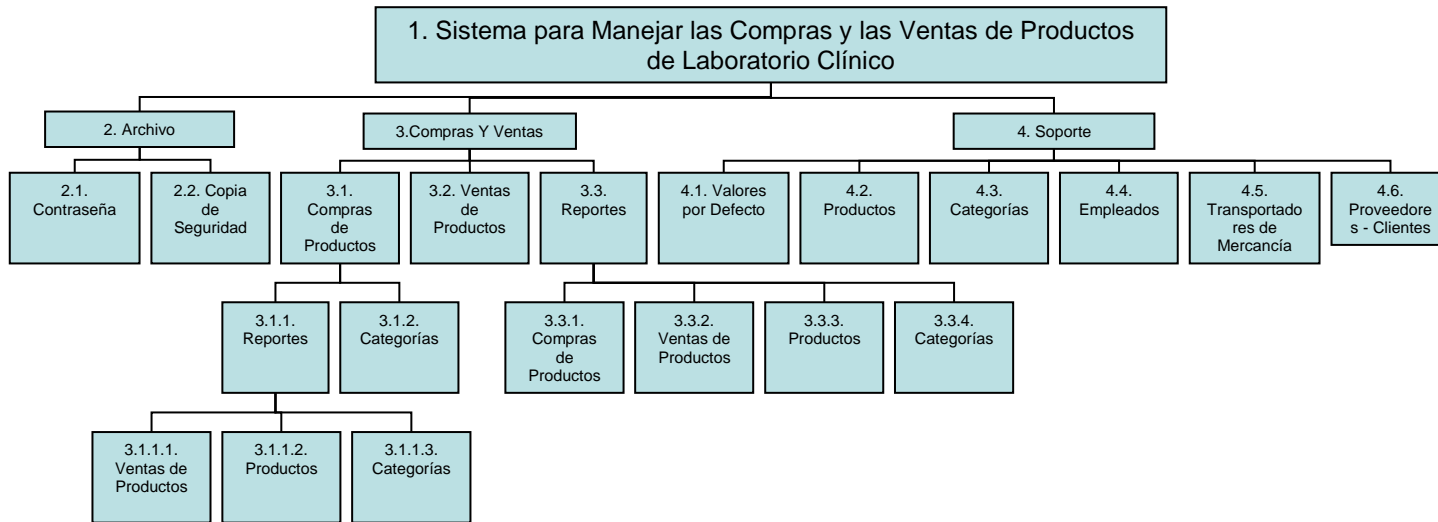 1. Sistema para Manejar las Compras y las Ventas de Productos
de Laboratorio Clínico
2. Archivo
3.Compras Y Ventas
4. Soporte
2.1.
Contraseña
2.2. Copia
de
Seguridad
3.1.
Compras
de
Productos
3.2. Ventas
de
Productos
3.3.
Reportes
4.1. Valores
por Defecto
4.2.
Productos
4.3.
Categorías
4.4.
Empleados
4.5.
Transportado
res de
Mercancía
4.6.
Proveedore
s - Clientes
3.1.1.
Reportes
3.1.2.
Categorías
3.3.1.
Compras
de
Productos
3.3.2.
Ventas de
Productos
3.3.3.
Productos
3.3.4.
Categorías
3.1.1.1.
Ventas de
Productos
3.1.1.2.
Productos
3.1.1.3.
Categorías